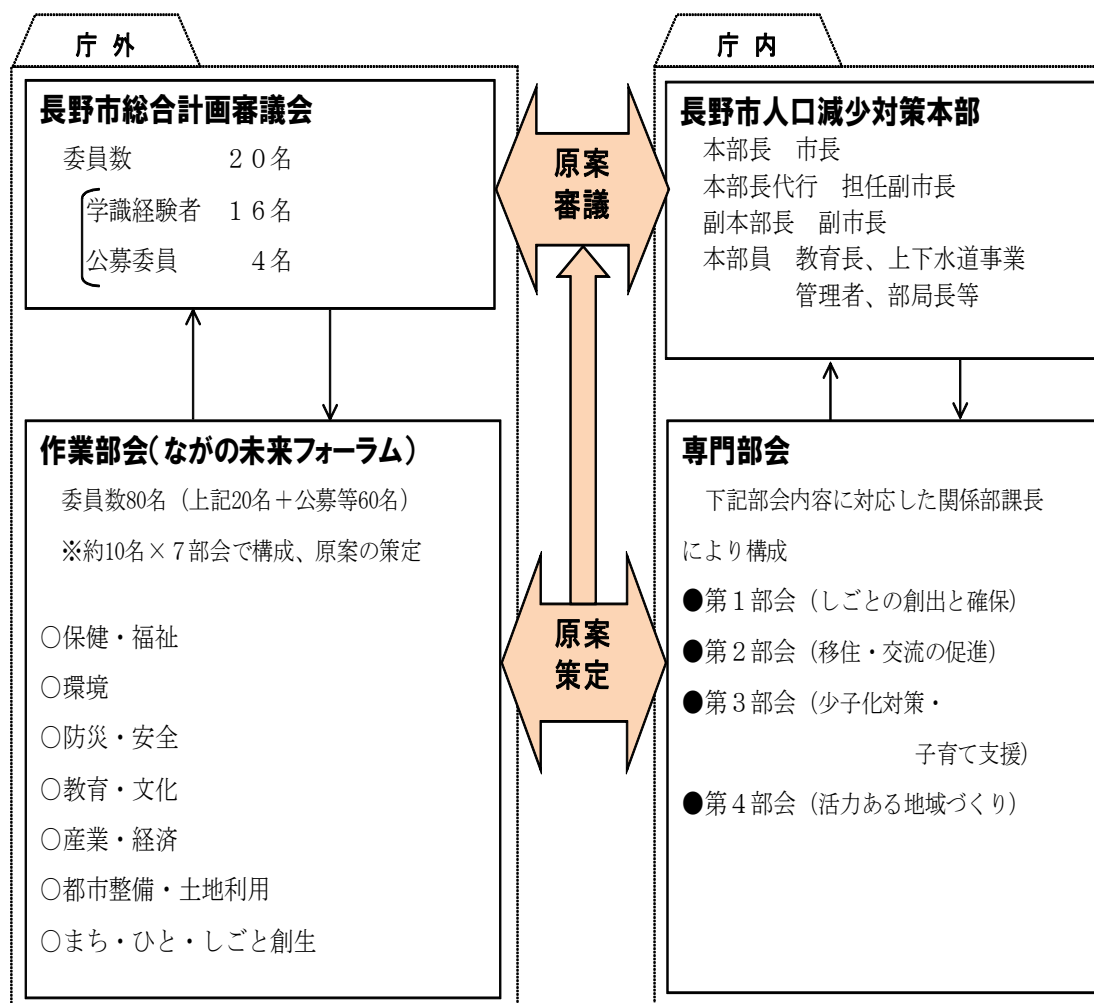 庁 外
長野市総合計画審議会
委員数　　　２０名
学識経験者　１６名
公募委員　　　４名
作業部会（ながの未来フォーラム）
委員数80名（上記20名＋公募等60名）
※約10名×７部会で構成、原案の策定
○保健・福祉
○環境
○防災・安全
○教育・文化
○産業・経済
○都市整備・土地利用
○まち・ひと・しごと創生
原案
審議
原案
策定
庁 内
長野市人口減少対策本部
本部長　市長
本部長代行　担任副市長
副本部長　副市長
本部員　教育長、上下水道事業
管理者、部局長等
専門部会
下記部会内容に対応した関係部課長
により構成
●第１部会（しごとの創出と確保）
●第２部会（移住・交流の促進）
●第３部会（少子化対策・
子育て支援）
●第４部会（活力ある地域づくり）